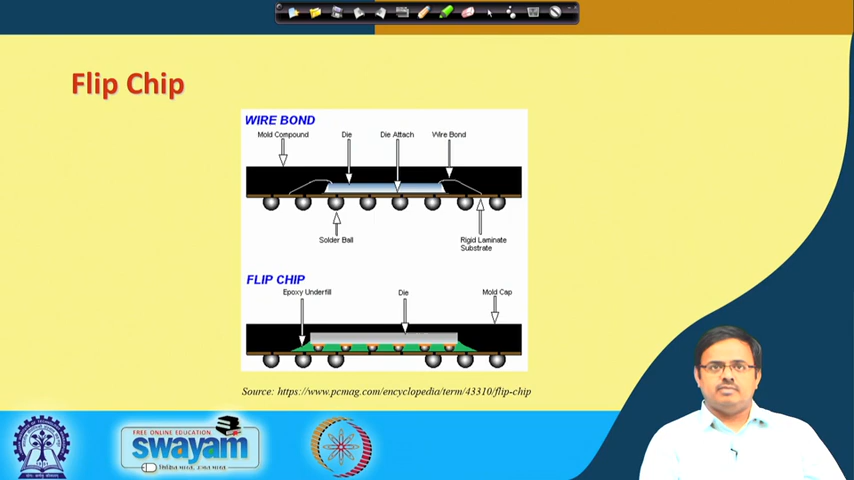 Flip Chip
WIRE BOND
Mold Compound
Die
Die Attach
Wire Bond
Solder Ball
Rigid Laminate
Substrate
FLIP CHIP
Epoxy Underfill
Die
Mold Cap
Source: https://www.pcmag.com/encyclopedia/term/43310/flip-chip
FREE ONLINE EDUCATION
swayam